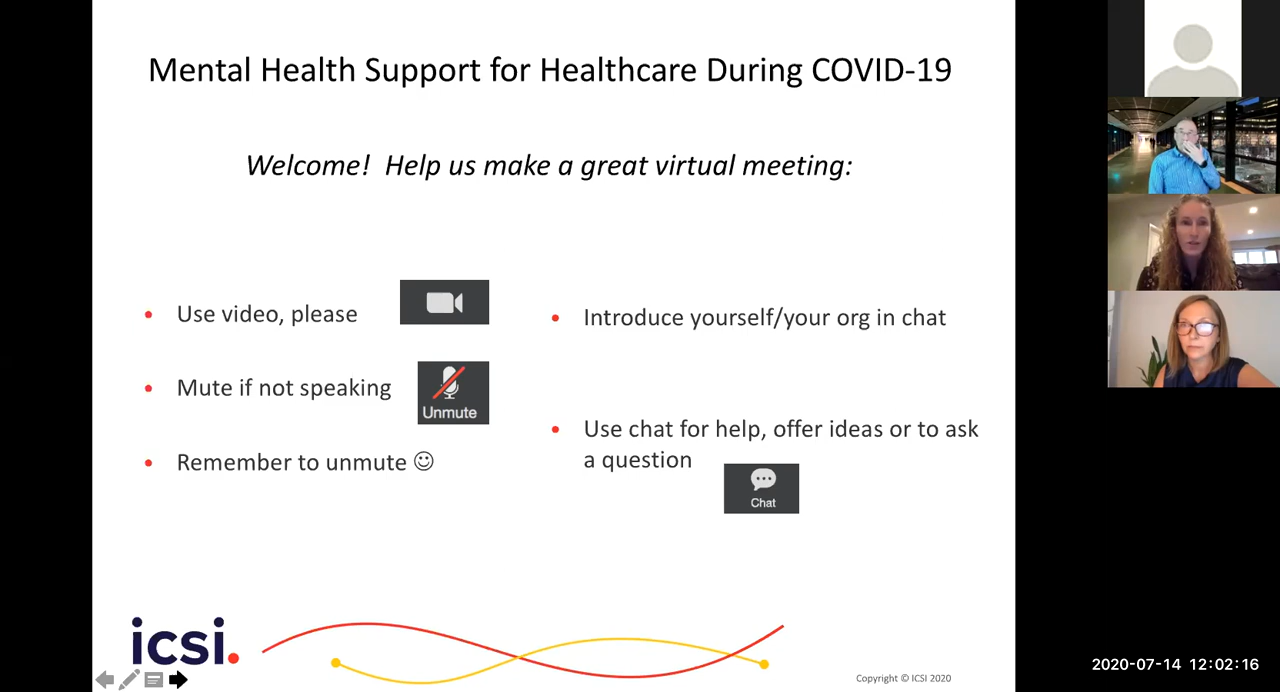 Mental Health Support for Healthcare During COVID-19
Welcome!  Help us make a great virtual meeting:
• Use video, please
• Mute if not speaking
Unmute
• Remember to unmute ☺
• Introduce yourself/your org in chat
• Use chat for help, offer ideas or to ask
a question
Chat
icsi.
Copyright © ICSI 2020
2020-07-14 12:02:16